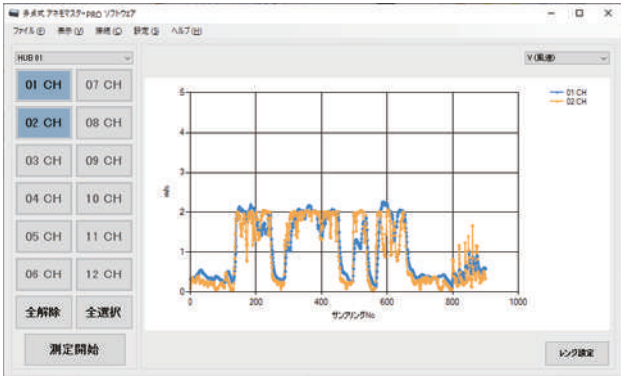 多点式 アネモマスターPRO ソフトウェア
ファイル(F) 表示(V) 接続(C) 設定(S) ヘルプ(H)
HUB 01
V (風速)
01 CH 07 CH
02 CH 08 CH
03 CH 09 CH
04 CH 10 CH
05 CH 11 CH
06 CH 12 CH
全解除 全選択
測定開始
5
4
3
2
1
0
m/s
0 200 400 600 800 1000
サンプリングNo
01 CH
02 CH
レンジ設定